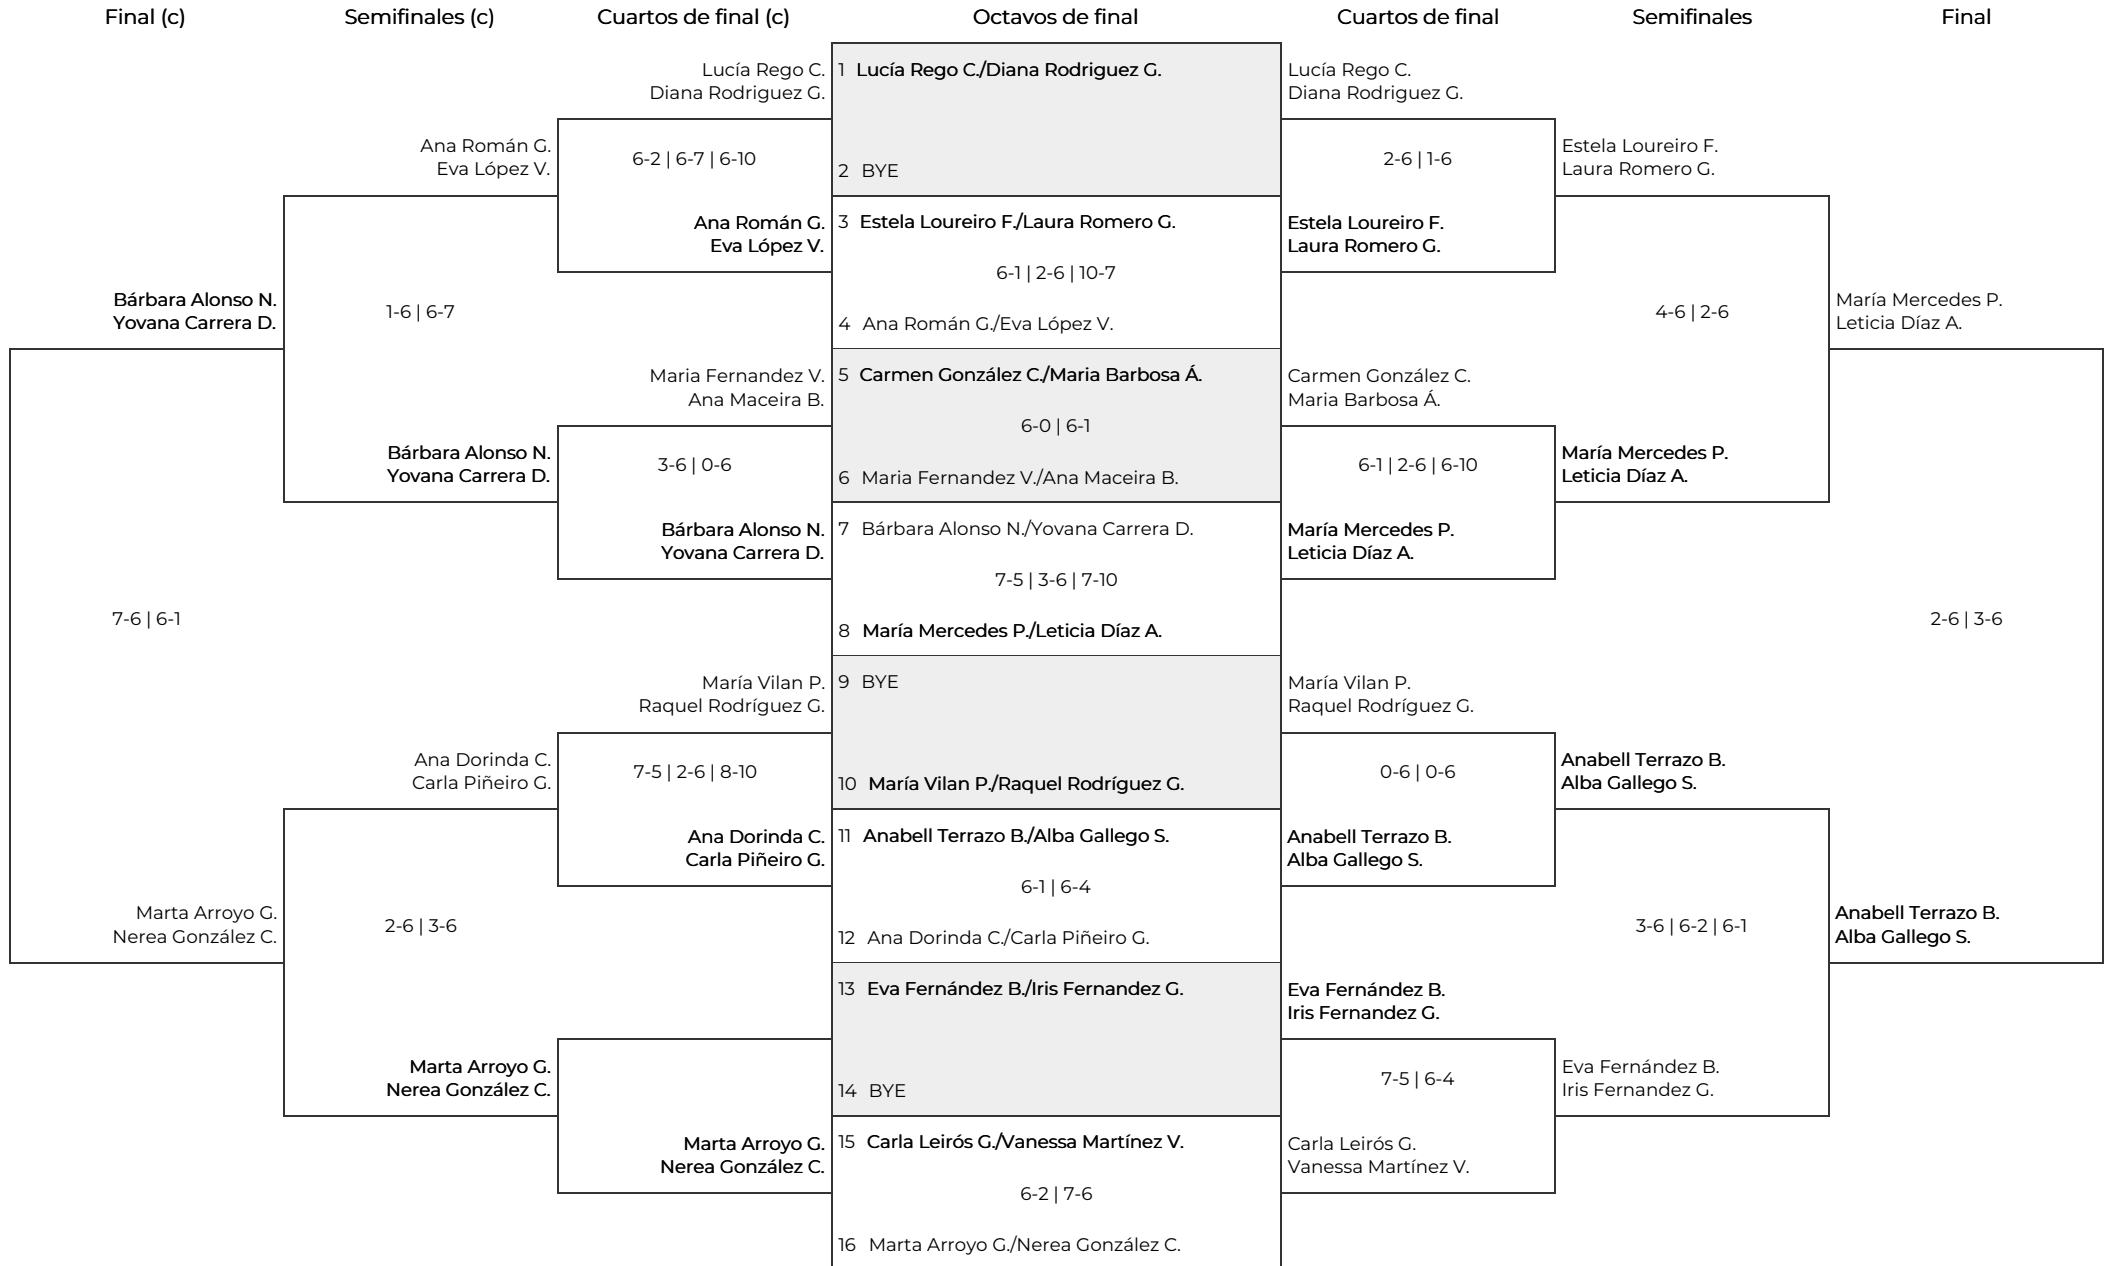 Final (c)
Semifinales (c)
Cuartos de final (c)
Octavos de final
Cuartos de final
Semifinales
Final
Bárbara Alonso N.
Yovana Carrera D.
7-6 | 6-1
Marta Arroyo G.
Nerea González C.
Ana Román G.
Eva López V.
1-6 | 6-7
Bárbara Alonso N.
Yovana Carrera D.
Ana Dorinda C.
Carla Piñeiro G.
2-6 | 3-6
Marta Arroyo G.
Nerea González C.
Lucía Rego C.
Diana Rodriguez G.
6-2 | 6-7 | 6-10
Ana Román G.
Eva López V.
Maria Fernandez V.
Ana Maceira B.
3-6 | 0-6
Bárbara Alonso N.
Yovana Carrera D.
María Vilan P.
Raquel Rodríguez G.
7-5 | 2-6 | 8-10
Ana Dorinda C.
Carla Piñeiro G.
Marta Arroyo G.
Nerea González C.
1 Lucía Rego C./Diana Rodriguez G.
2 BYE
3 Estela Loureiro F./Laura Romero G.
6-1 | 2-6 | 10-7
4 Ana Román G./Eva López V.
5 Carmen González C./Maria Barbosa Á.
6-0 | 6-1
6 Maria Fernandez V./Ana Maceira B.
7 Bárbara Alonso N./Yovana Carrera D.
7-5 | 3-6 | 7-10
8 María Mercedes P./Leticia Díaz A.
9 BYE
10 María Vilan P./Raquel Rodríguez G.
11 Anabell Terrazo B./Alba Gallego S.
6-1 | 6-4
12 Ana Dorinda C./Carla Piñeiro G.
13 Eva Fernández B./Iris Fernandez G.
14 BYE
15 Carla Leirós G./Vanessa Martínez V.
6-2 | 7-6
16 Marta Arroyo G./Nerea González C.
Lucía Rego C.
Diana Rodriguez G.
2-6 | 1-6
Estela Loureiro F.
Laura Romero G.
Carmen González C.
Maria Barbosa Á.
6-1 | 2-6 | 6-10
María Mercedes P.
Leticia Díaz A.
María Vilan P.
Raquel Rodríguez G.
0-6 | 0-6
Anabell Terrazo B.
Alba Gallego S.
Eva Fernández B.
Iris Fernandez G.
7-5 | 6-4
Carla Leirós G.
Vanessa Martínez V.
Estela Loureiro F.
Laura Romero G.
4-6 | 2-6
María Mercedes P.
Leticia Díaz A.
Anabell Terrazo B.
Alba Gallego S.
3-6 | 6-2 | 6-1
Eva Fernández B.
Iris Fernandez G.
María Mercedes P.
Leticia Díaz A.
2-6 | 3-6
Anabell Terrazo B.
Alba Gallego S.